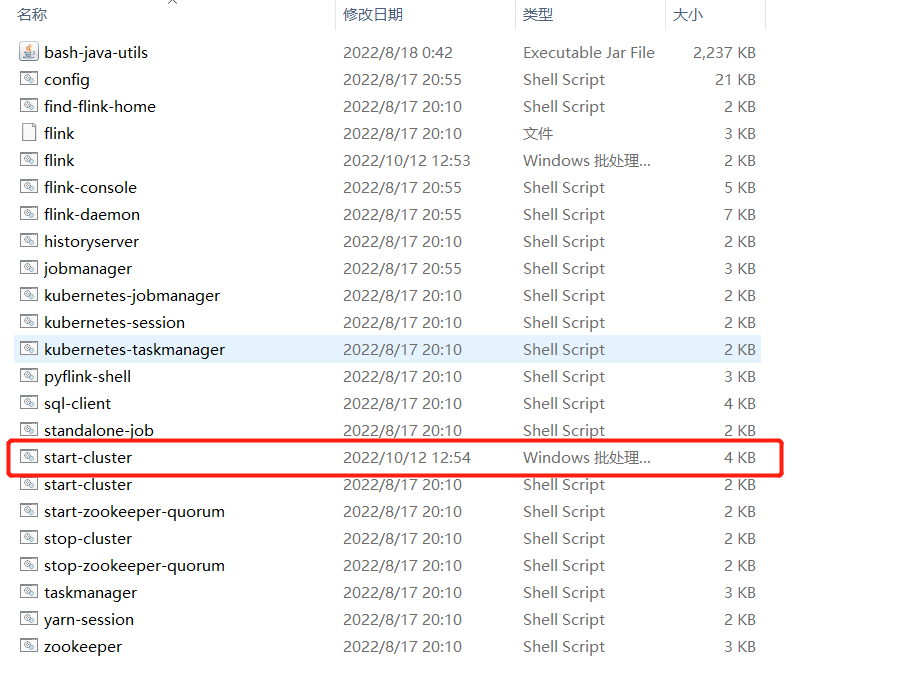 名称 修改日期 类型 大小
bash-java-utils 2022/8/18 0:42 Executable Jar File 2,237 KB
config 2022/8/17 20:55 Shell Script 21 KB
find-flink-home 2022/8/17 20:10 Shell Script 2 KB
flink 2022/8/17 20:10 文件 3 KB
flink 2022/10/12 12:53 Windows 批处理... 2 KB
flink-console 2022/8/17 20:55 Shell Script 5 KB
flink-daemon 2022/8/17 20:55 Shell Script 7 KB
historyserver 2022/8/17 20:10 Shell Script 2 KB
jobmanager 2022/8/17 20:55 Shell Script 3 KB
kubernetes-jobmanager 2022/8/17 20:10 Shell Script 2 KB
kubernetes-session 2022/8/17 20:10 Shell Script 2 KB
kubernetes-taskmanager 2022/8/17 20:10 Shell Script 2 KB
pyflink-shell 2022/8/17 20:10 Shell Script 3 KB
sql-client 2022/8/17 20:10 Shell Script 4 KB
standalone-job 2022/8/17 20:10 Shell Script 2 KB
start-cluster 2022/10/12 12:54 Windows 批处理... 4 KB
start-cluster 2022/8/17 20:10 Shell Script 2 KB
start-zookeeper-quorum 2022/8/17 20:10 Shell Script 2 KB
stop-cluster 2022/8/17 20:10 Shell Script 2 KB
stop-zookeeper-quorum 2022/8/17 20:10 Shell Script 2 KB
taskmanager 2022/8/17 20:10 Shell Script 3 KB
yarn-session 2022/8/17 20:10 Shell Script 2 KB
zookeeper 2022/8/17 20:10 Shell Script 3 KB